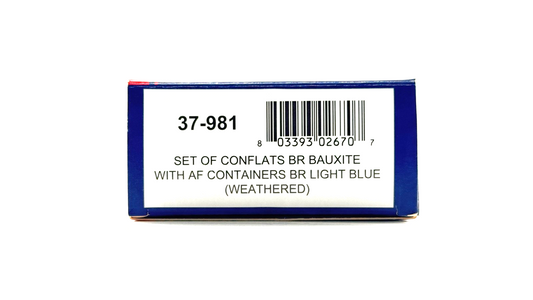 37-981
8 03393 02670 7
SET OF CONFLATS BR BAUXITE
WITH AF CONTAINERS BR LIGHT BLUE
(WEATHERED)